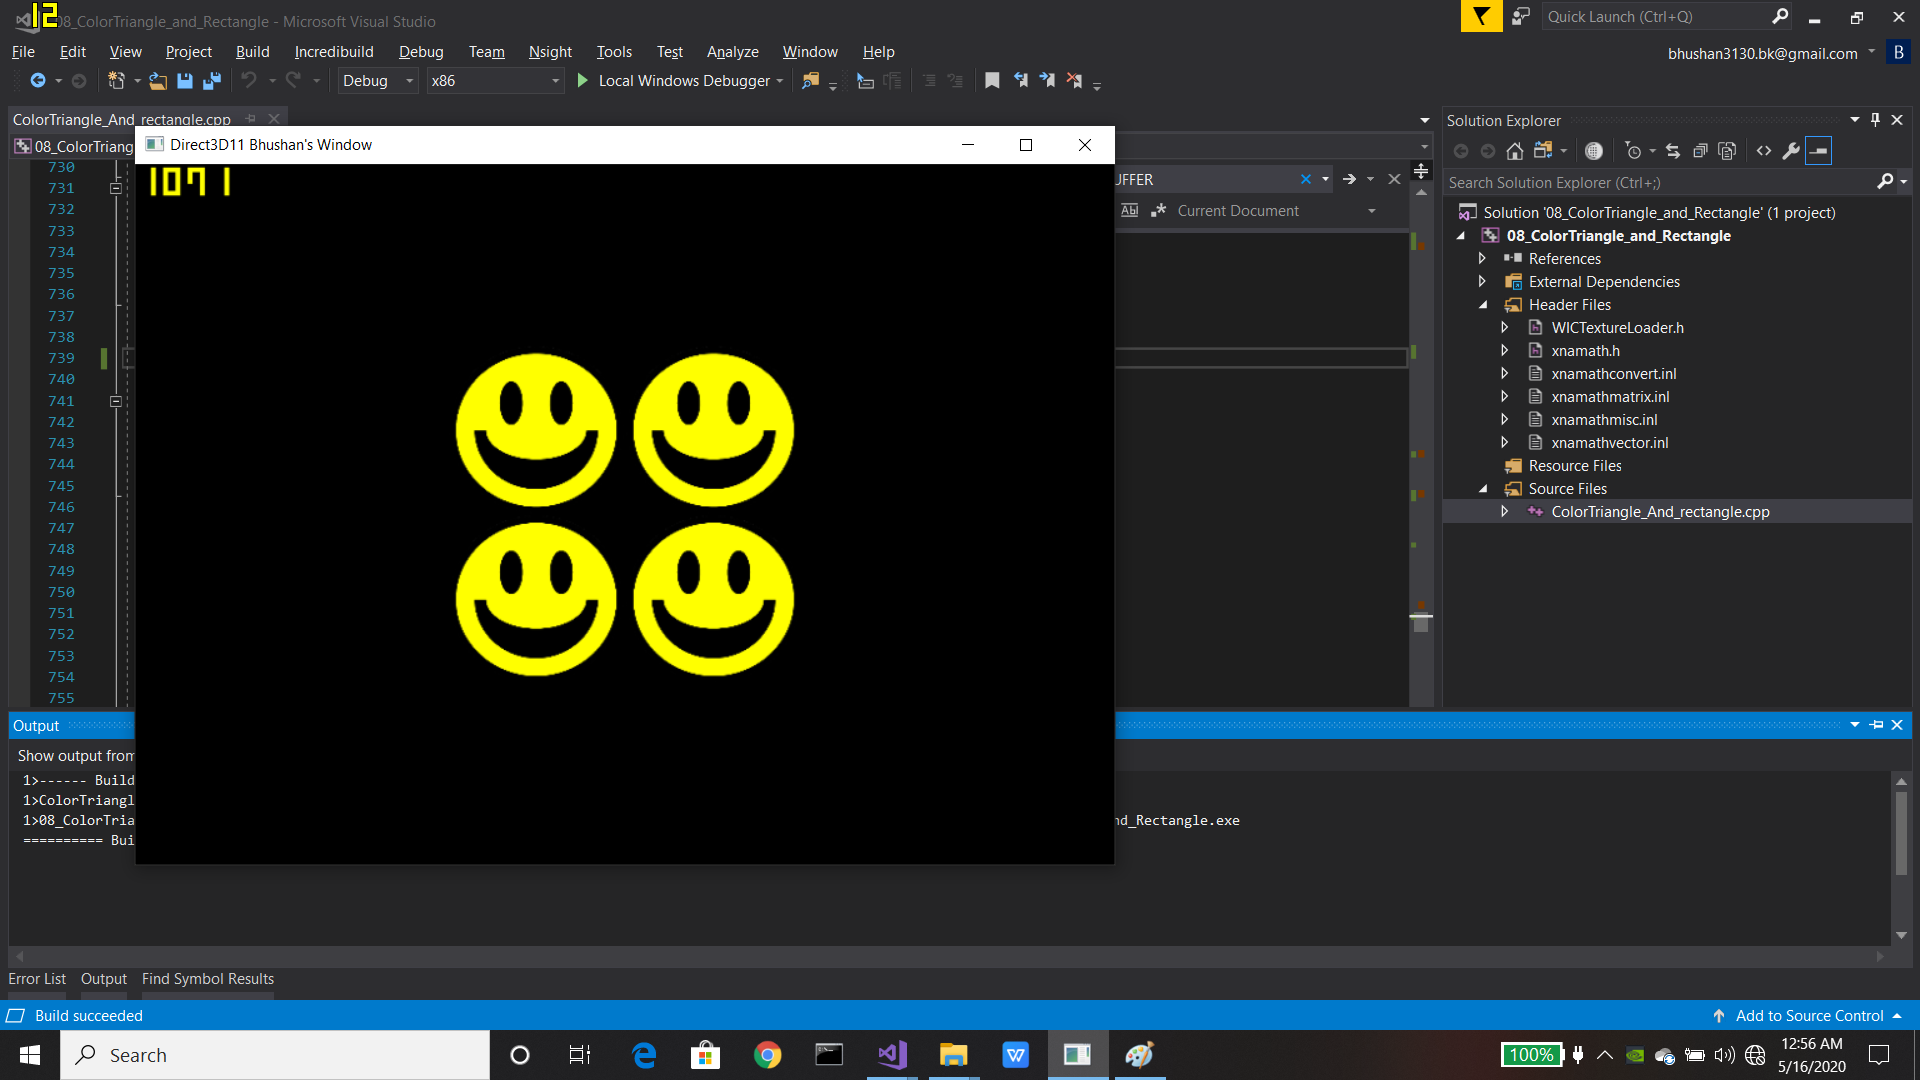 12
08_ColorTriangle_and_Rectangle - Microsoft Visual Studio
Quick Launch (Ctrl+Q)
File Edit View Project Build Incredibuild Debug Team Nsight Tools Test Analyze Window Help
bhushan3130.bk@gmail.com B
Debug x86 Local Windows Debugger
ColorTriangle_And_rectangle.cpp
08_ColorTriang
Direct3D11 Bhushan's Window
1071
UFFER
Current Document
730
731
732
733
734
735
736
737
738
739
740
741
742
743
744
745
746
747
748
749
750
751
752
753
754
755
Solution Explorer
Search Solution Explorer (Ctrl+;)
Solution '08_ColorTriangle_and_Rectangle' (1 project)
08_ColorTriangle_and_Rectangle
References
External Dependencies
Header Files
WICTextureLoader.h
xnamath.h
xnamathconvert.inl
xnamathmatrix.inl
xnamathmisc.inl
xnamathvector.inl
Resource Files
Source Files
ColorTriangle_And_rectangle.cpp
Output
Show output from
1>------ Build
1>ColorTriangl
1>08_ColorTria nd_Rectangle.exe
========== Bui
Error List Output Find Symbol Results
Build succeeded
Add to Source Control
Search
100%
12:56 AM
5/16/2020